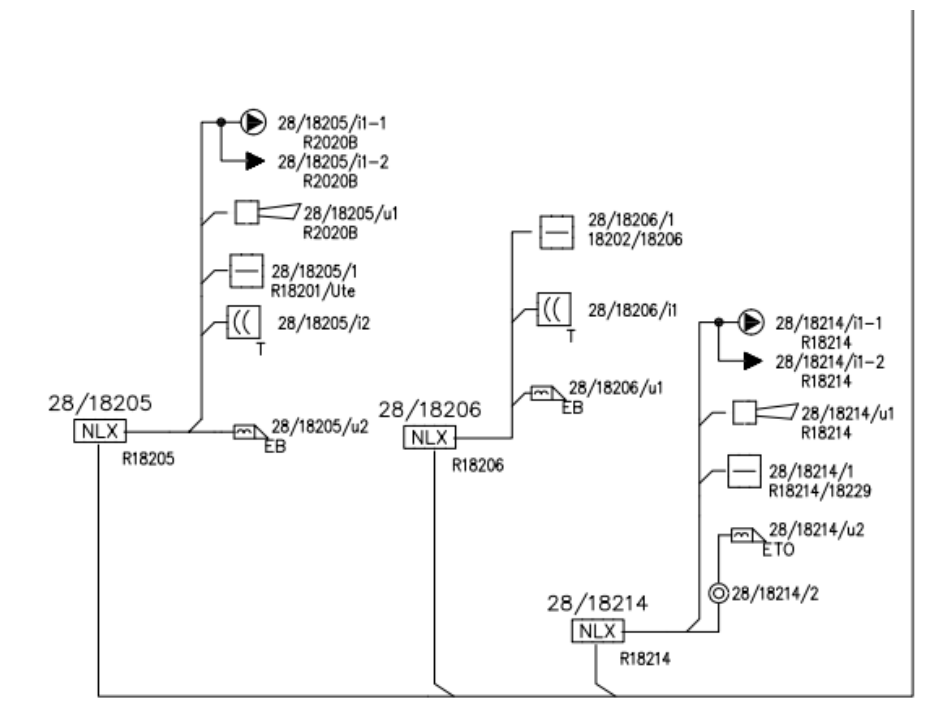 28/18205/i1-1
R2020B
28/18205/i1-2
R2020B
28/18205/u1
R2020B
28/18205/1
R18201/Ute
28/18205/i2
T
28/18205
NLX
R18205
28/18205/u2
EB
28/18206/1
18202/18206
28/18206/i1
T
28/18206/u1
EB
28/18206
NLX
R18206
28/18214/i1-1
R18214
28/18214/i1-2
R18214
28/18214/u1
R18214
28/18214/1
R18214/18229
28/18214/u2
ETO
28/18214/2
28/18214
NLX
R18214